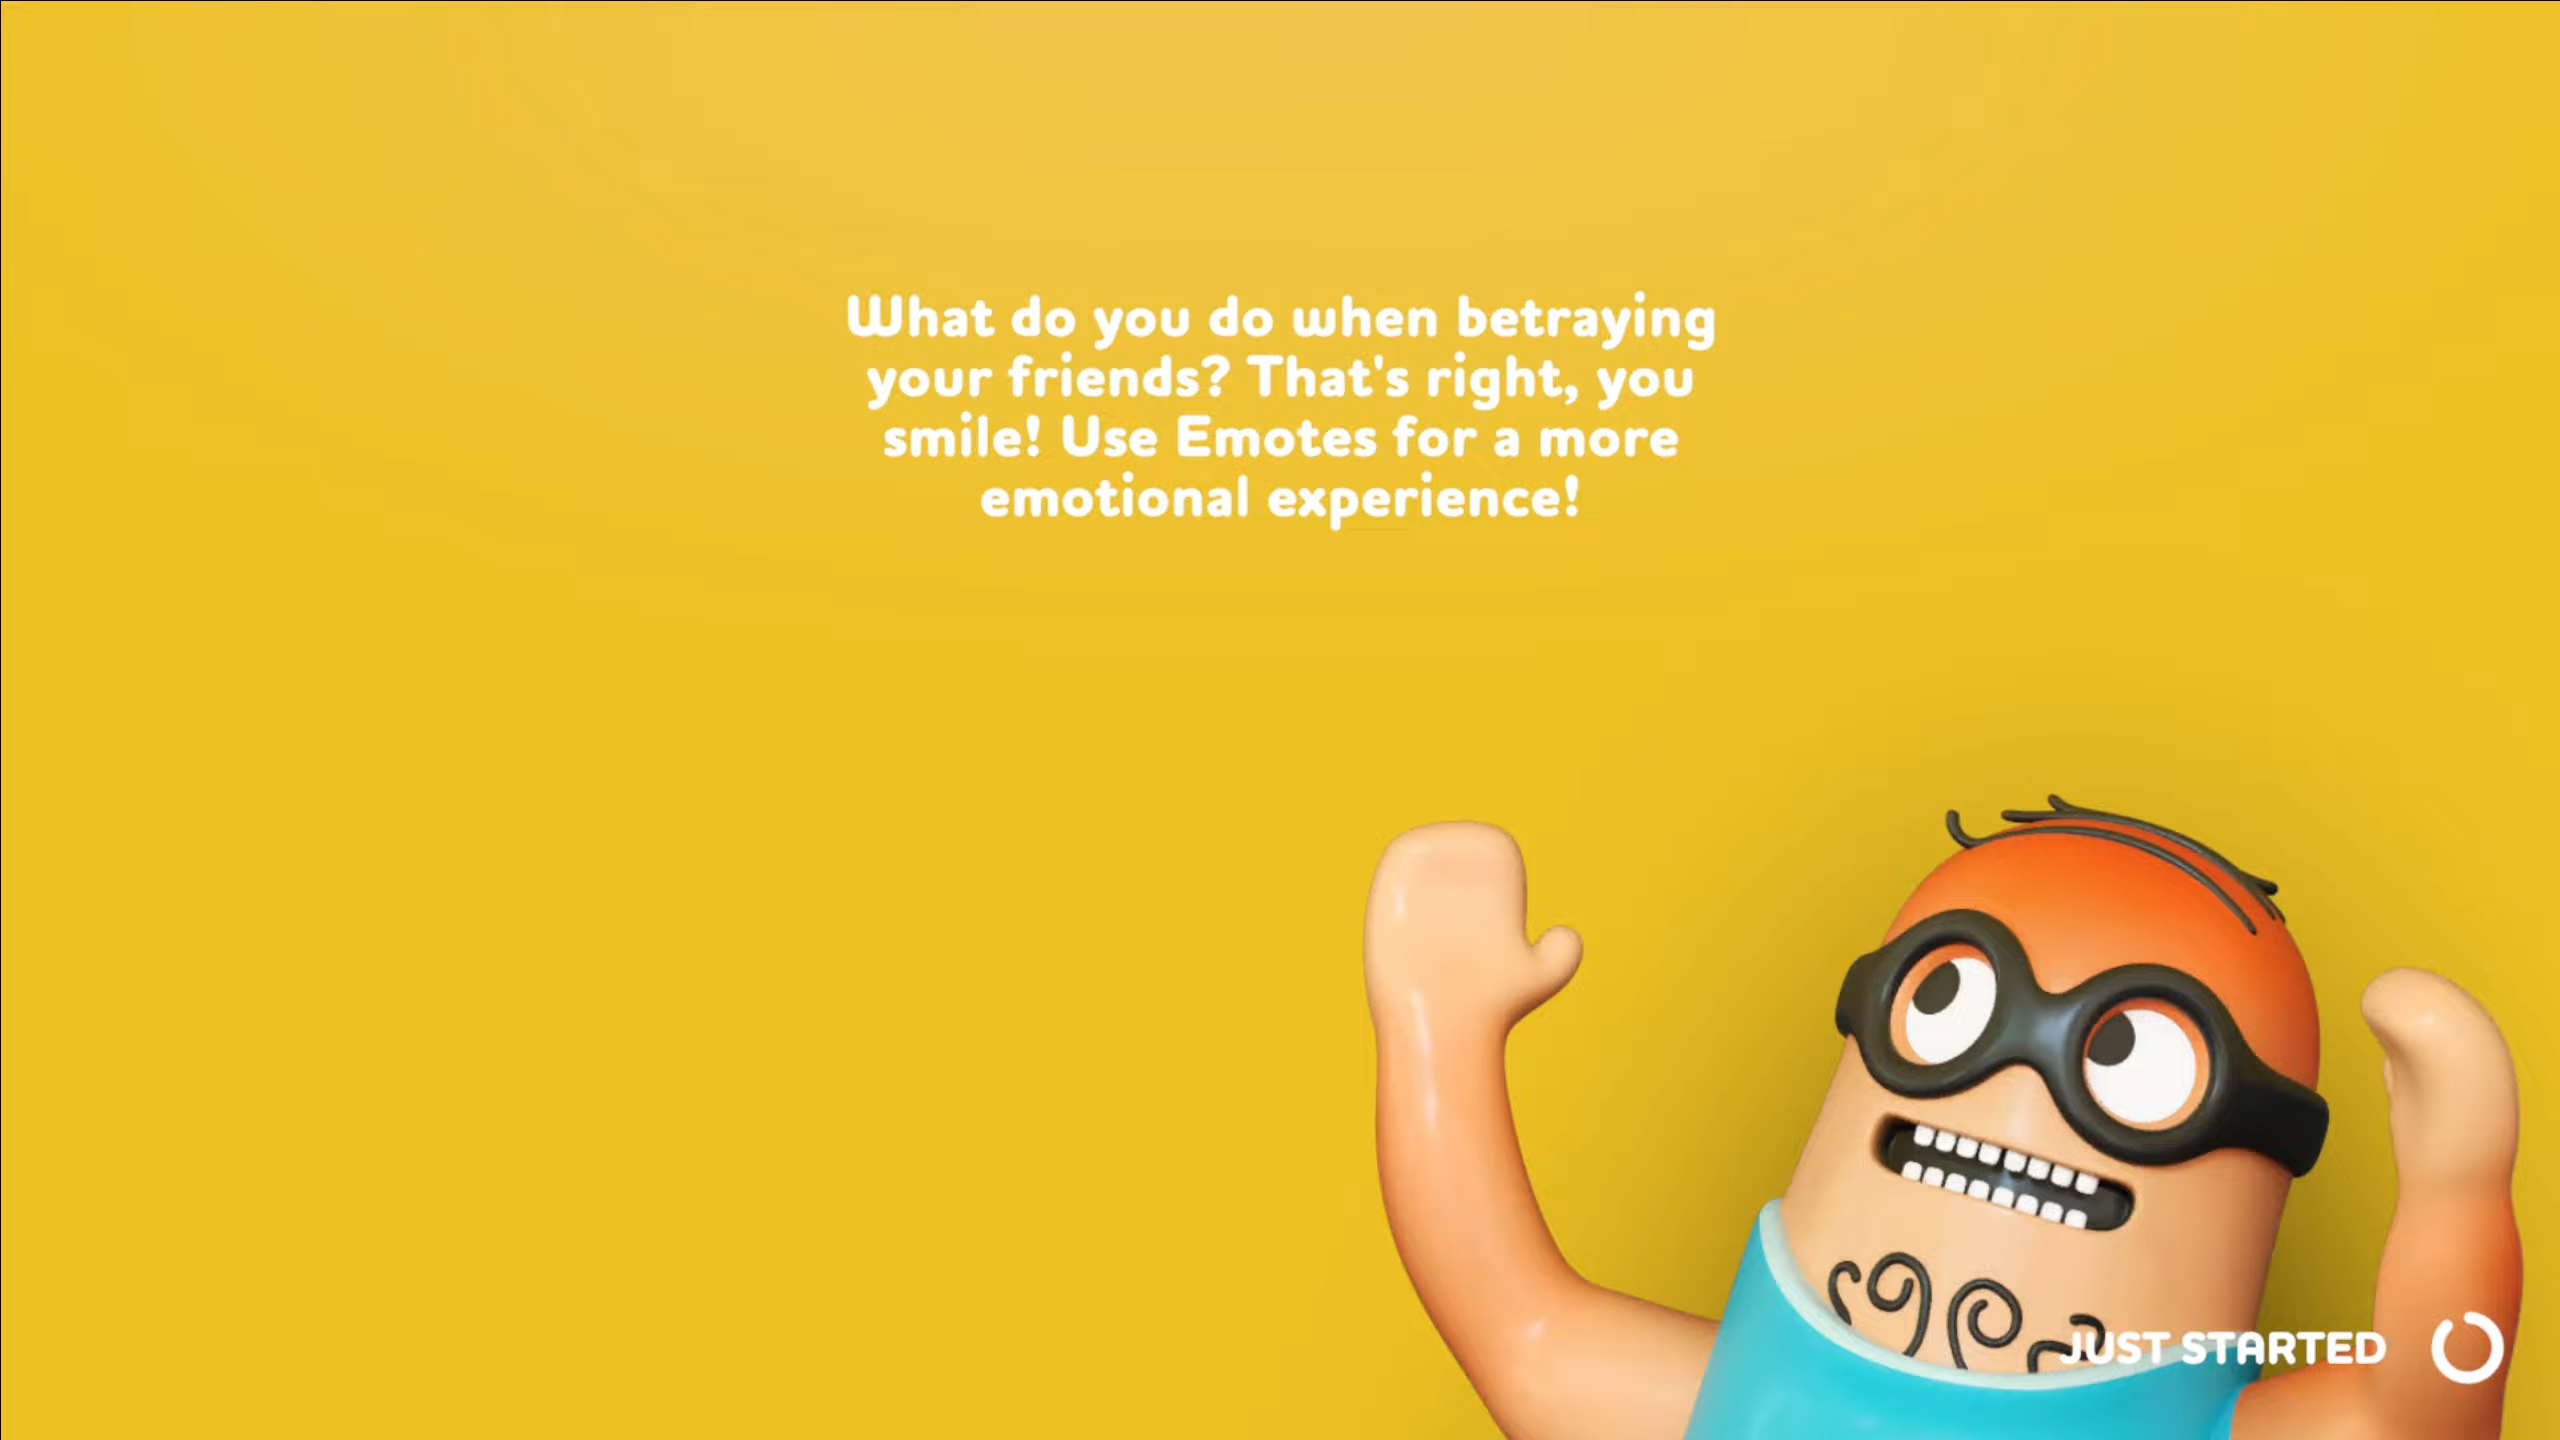 What do you do when betraying
your friends? That's right, you
smile! Use Emotes for a more
emotional experience!
JUST STARTED